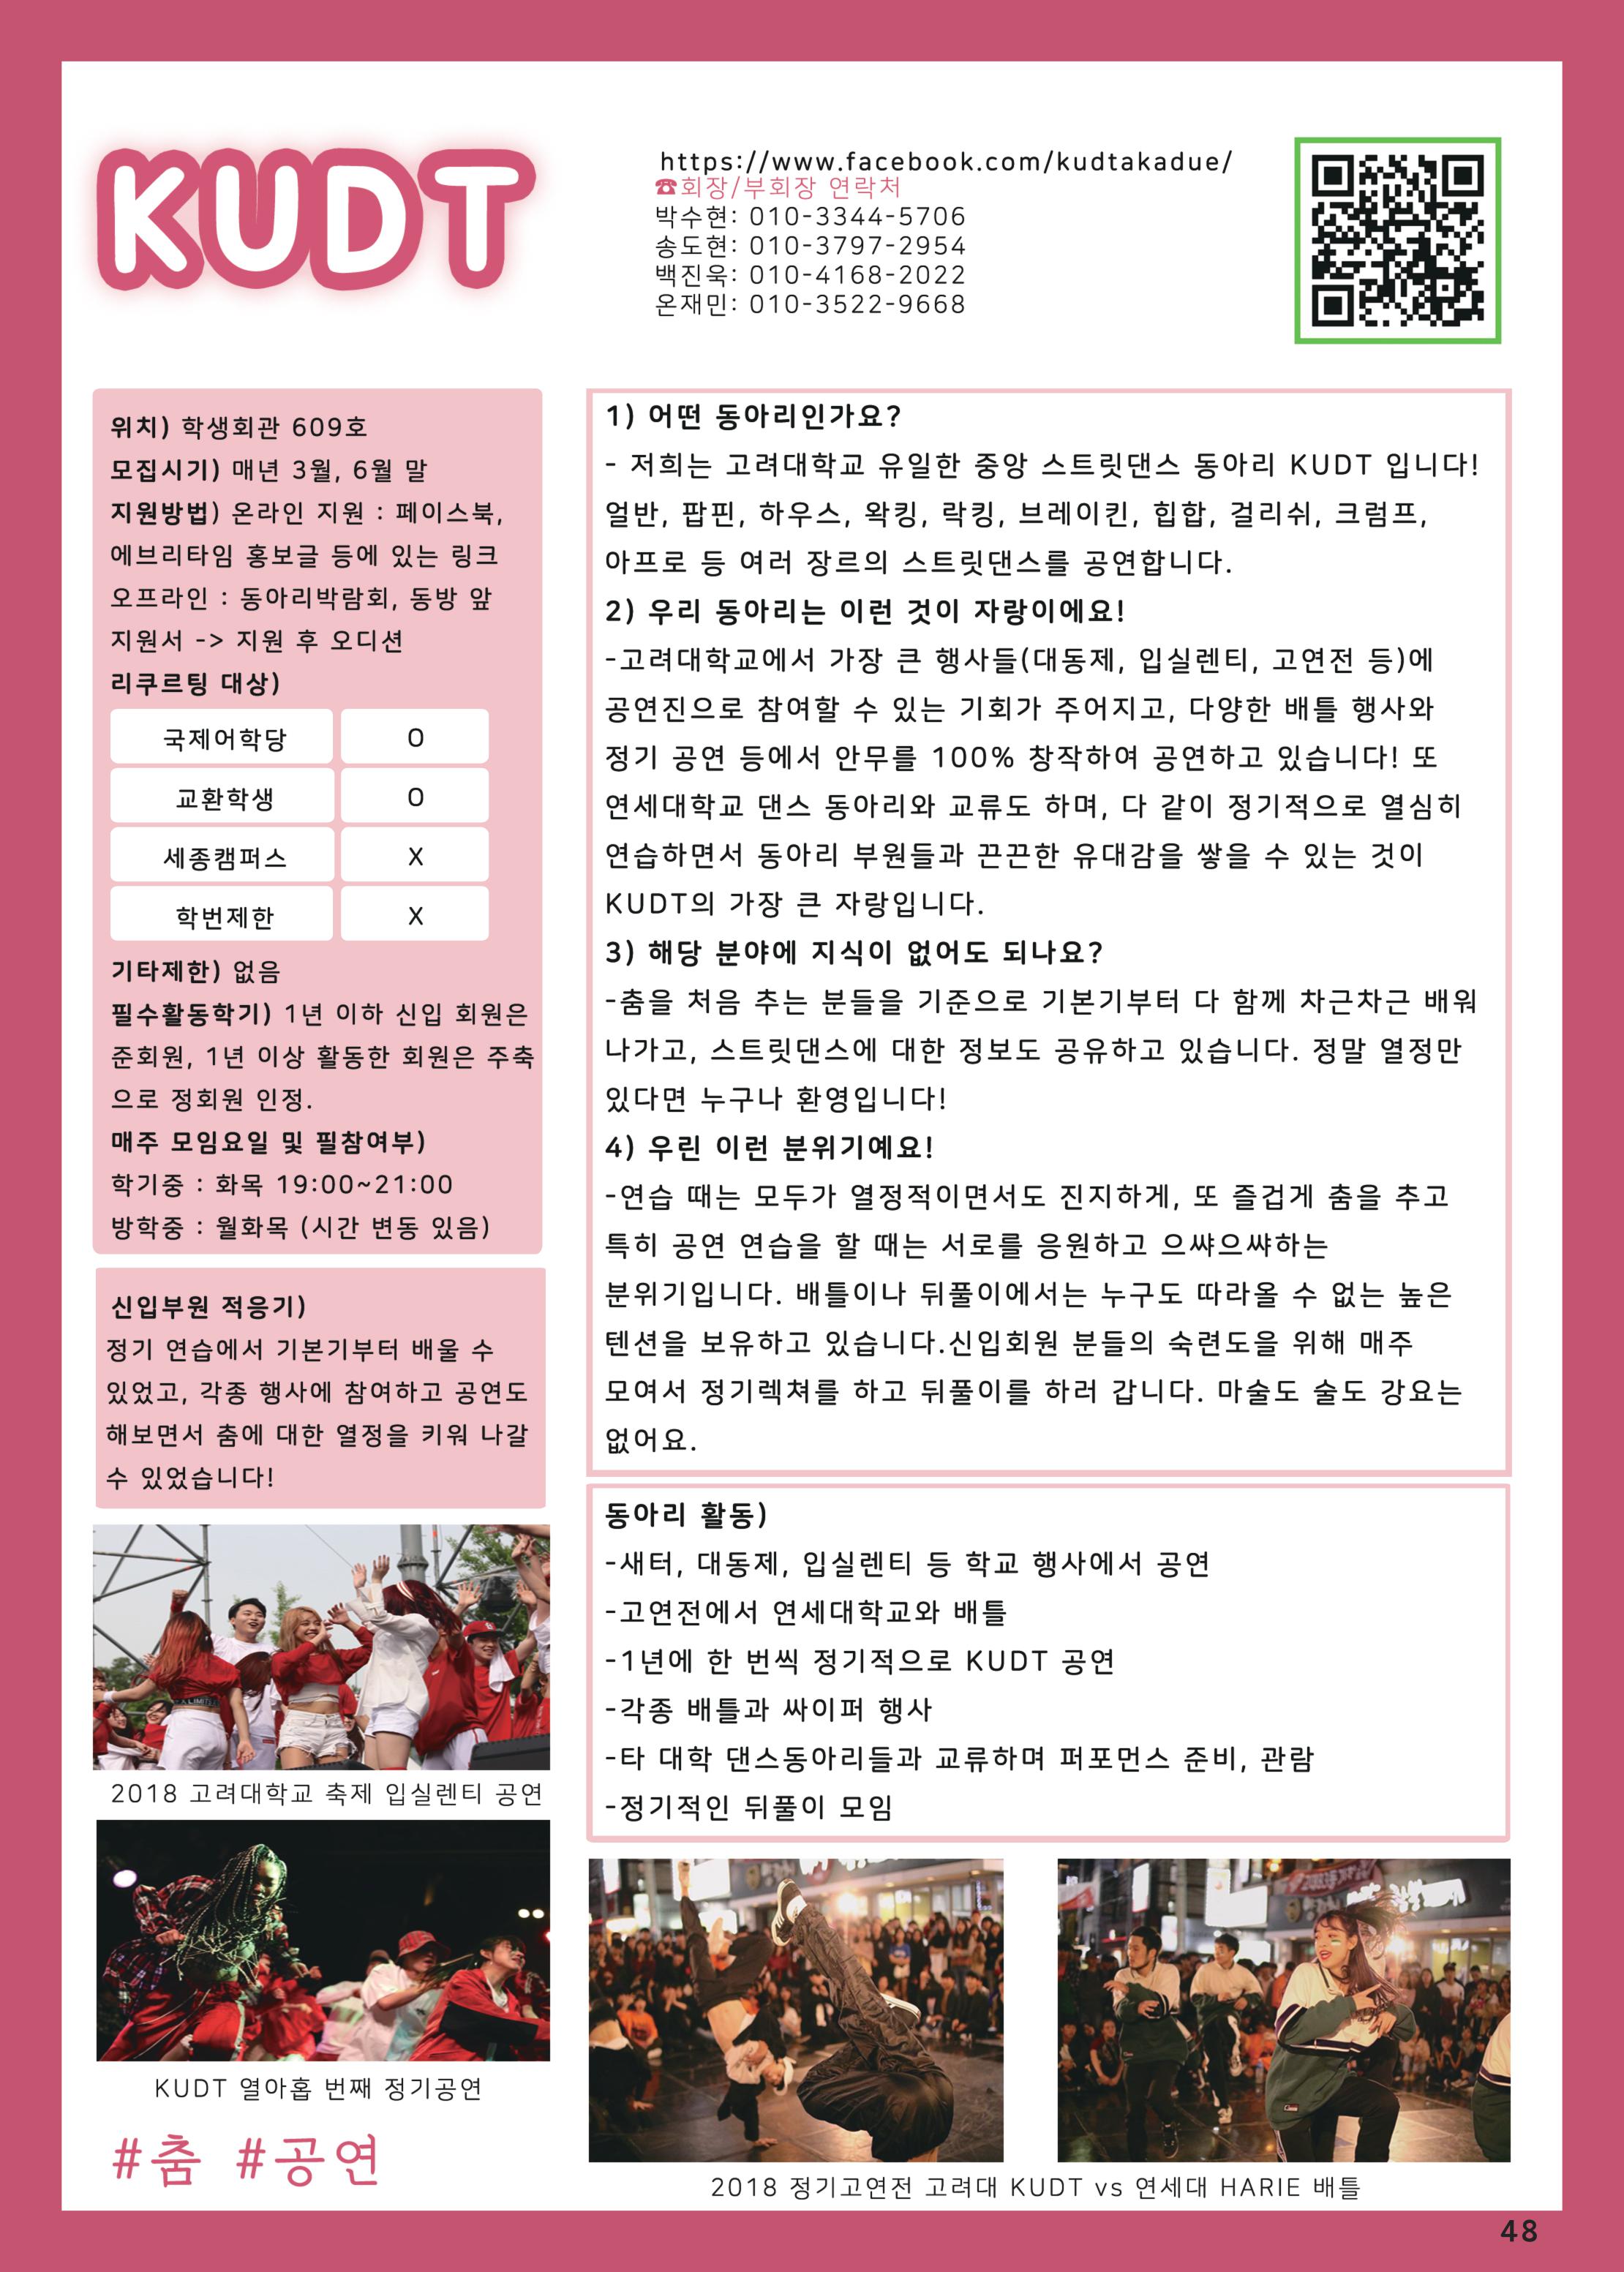 KUDT
https://www.facebook.com/kudtakadue/
☎회장/부회장 연락처
박수현: 010-3344-5706
송도현: 010-3797-2954
백진욱: 010-4168-2022
온재민: 010-3522-9668
위치) 학생회관 609호
모집시기) 매년 3월, 6월 말
지원방법) 온라인 지원 : 페이스북,
에브리타임 홍보글 등에 있는 링크
오프라인 : 동아리박람회, 동방 앞
지원서 -> 지원 후 오디션
리쿠르팅 대상)
국제어학당 O
교환학생 O
세종캠퍼스 X
학번제한 X
기타제한) 없음
필수활동학기) 1년 이하 신입 회원은
준회원, 1년 이상 활동한 회원은 주축
으로 정회원 인정.
매주 모임요일 및 필참여부)
학기중 : 화목 19:00~21:00
방학중 : 월화목 (시간 변동 있음)
신입부원 적응기)
정기 연습에서 기본기부터 배울 수
있었고, 각종 행사에 참여하고 공연도
해보면서 춤에 대한 열정을 키워 나갈
수 있었습니다!
2018 고려대학교 축제 입실렌티 공연
KUDT 열아홉 번째 정기공연
#춤 #공연
1) 어떤 동아리인가요?
- 저희는 고려대학교 유일한 중앙 스트릿댄스 동아리 KUDT 입니다!
얼반, 팝핀, 하우스, 왁킹, 락킹, 브레이킨, 힙합, 걸리쉬, 크럼프,
아프로 등 여러 장르의 스트릿댄스를 공연합니다.
2) 우리 동아리는 이런 것이 자랑이에요!
-고려대학교에서 가장 큰 행사들(대동제, 입실렌티, 고연전 등)에
공연진으로 참여할 수 있는 기회가 주어지고, 다양한 배틀 행사와
정기 공연 등에서 안무를 100% 창작하여 공연하고 있습니다! 또
연세대학교 댄스 동아리와 교류도 하며, 다 같이 정기적으로 열심히
연습하면서 동아리 부원들과 끈끈한 유대감을 쌓을 수 있는 것이
KUDT의 가장 큰 자랑입니다.
3) 해당 분야에 지식이 없어도 되나요?
-춤을 처음 추는 분들을 기준으로 기본기부터 다 함께 차근차근 배워
나가고, 스트릿댄스에 대한 정보도 공유하고 있습니다. 정말 열정만
있다면 누구나 환영입니다!
4) 우린 이런 분위기예요!
-연습 때는 모두가 열정적이면서도 진지하게, 또 즐겁게 춤을 추고
특히 공연 연습을 할 때는 서로를 응원하고 으쌰으쌰하는
분위기입니다. 배틀이나 뒤풀이에서는 누구도 따라올 수 없는 높은
텐션을 보유하고 있습니다.신입회원 분들의 숙련도을 위해 매주
모여서 정기렉쳐를 하고 뒤풀이를 하러 갑니다. 마술도 술도 강요는
없어요.
동아리 활동)
-새터, 대동제, 입실렌티 등 학교 행사에서 공연
-고연전에서 연세대학교와 배틀
-1년에 한 번씩 정기적으로 KUDT 공연
-각종 배틀과 싸이퍼 행사
-타 대학 댄스동아리들과 교류하며 퍼포먼스 준비, 관람
-정기적인 뒤풀이 모임
2018 정기고연전 고려대 KUDT vs 연세대 HARIE 배틀
48